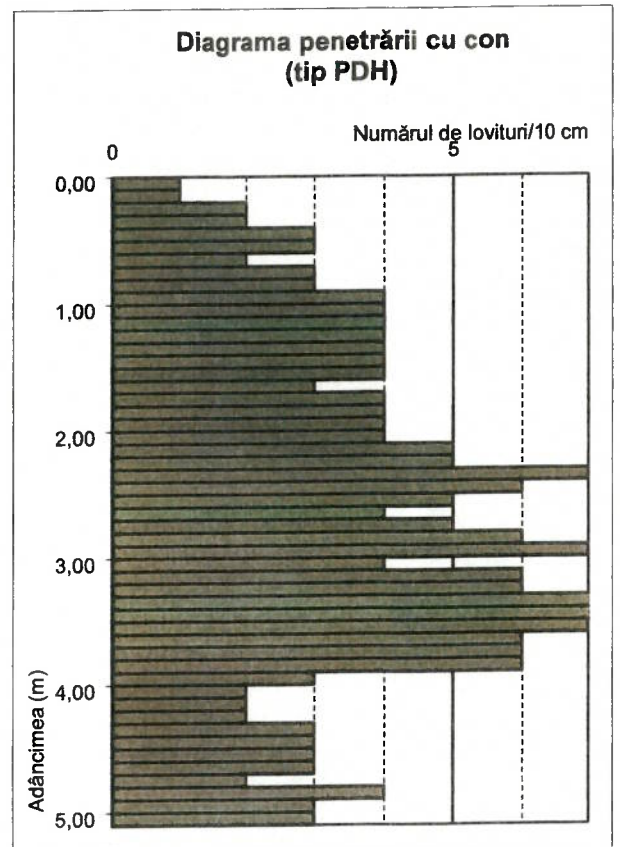 Diagrama penetrării cu con
(tip PDH)
Numărul de lovituri/10 cm
0
5
0,00
1,00
2,00
3,00
4,00
5,00
Adâncimea (m)